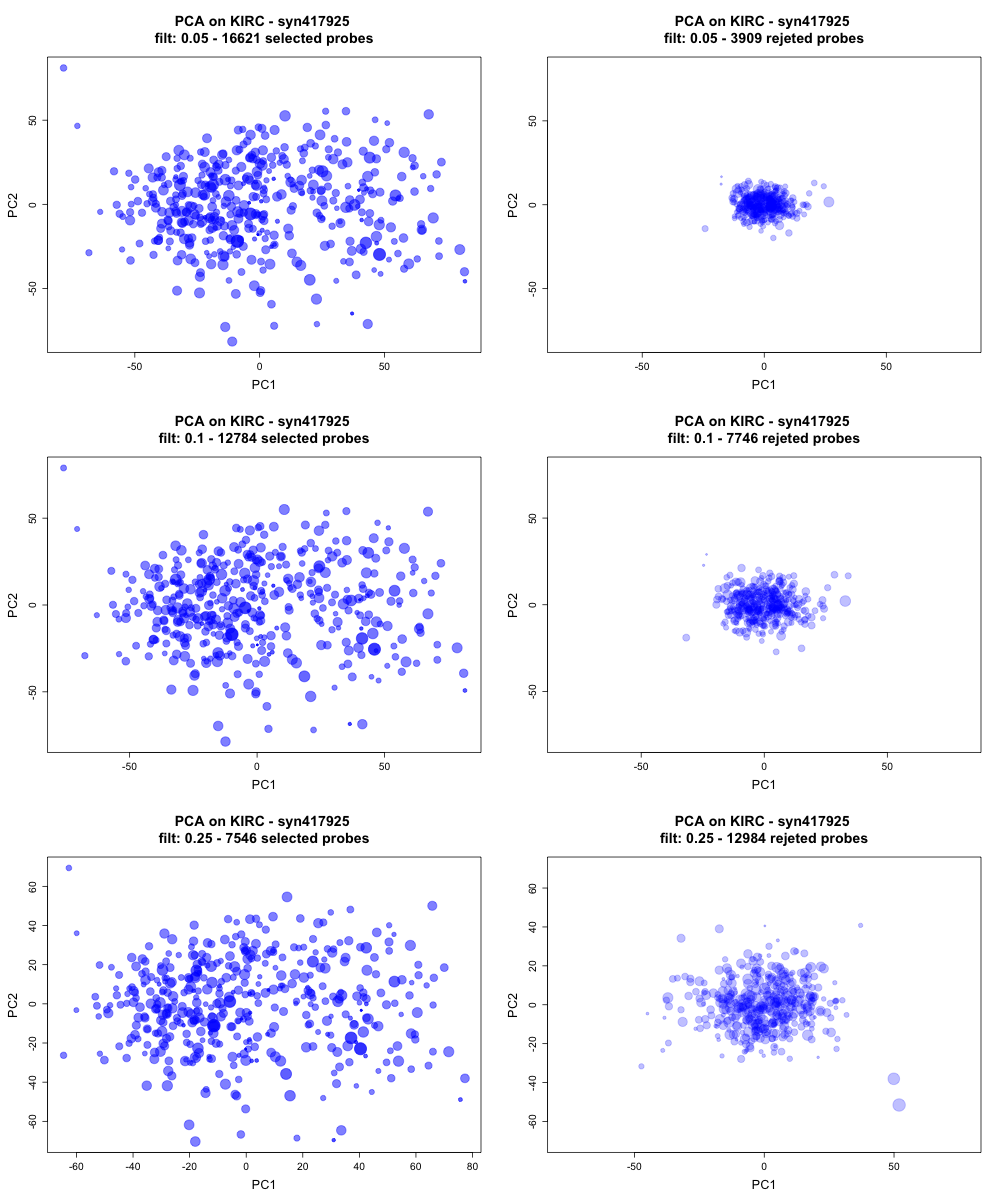 PCA on KIRC - syn417925
filt: 0.05 - 16621 selected probes
PC2
50
0
-50
-50
0
50
PC1
PCA on KIRC - syn417925
filt: 0.05 - 3909 rejeted probes
PC2
50
0
-50
-50
0
50
PC1
PCA on KIRC - syn417925
filt: 0.1 - 12784 selected probes
PC2
50
0
-50
-50
0
50
PC1
PCA on KIRC - syn417925
filt: 0.1 - 7746 rejeted probes
PC2
50
0
-50
-50
0
50
PC1
PCA on KIRC - syn417925
filt: 0.25 - 7546 selected probes
PC2
60
40
20
0
-20
-40
-60
-60
-40
-20
0
20
40
60
80
PC1
PCA on KIRC - syn417925
filt: 0.25 - 12984 rejeted probes
PC2
60
40
20
0
-20
-40
-60
-50
0
50
PC1